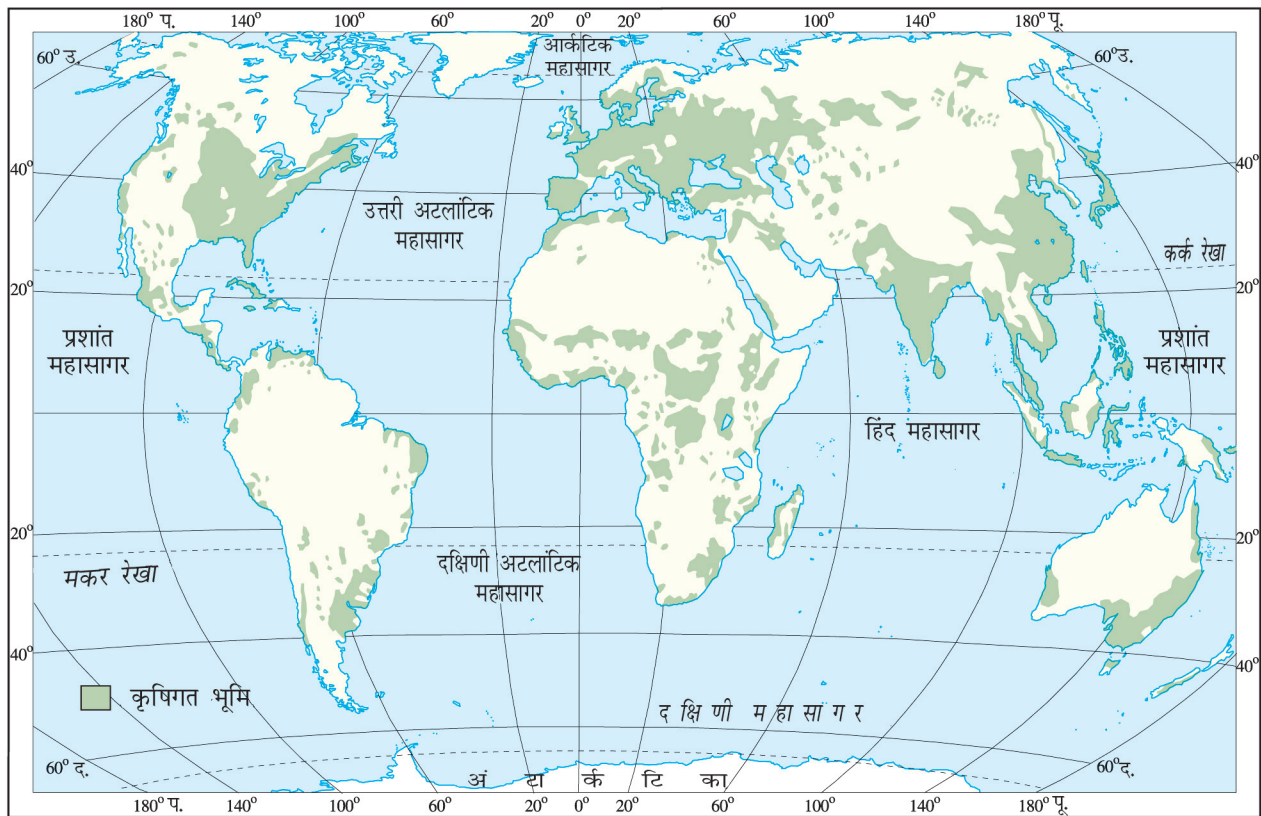 180° प. 140° 100° 60° 20° 0° 20° 60° 100° 140° 180° पू.
60° उ.
आर्कटिक
महासागर
60°उ.
40°
40°
उत्तरी अटलांटिक
महासागर
कर्क रेखा
20°
20°
प्रशांत
महासागर
प्रशांत
महासागर
हिंद महासागर
20°
20°
मकर रेखा
दक्षिणी अटलांटिक
महासागर
40°
40°
कृषिगत भूमि
द क्षि णी म हा सा ग र
60° द.
60°द.
अं टा र्क टि का
180° प. 140° 100° 60° 20° 0° 20° 60° 100° 140° 180° पू.